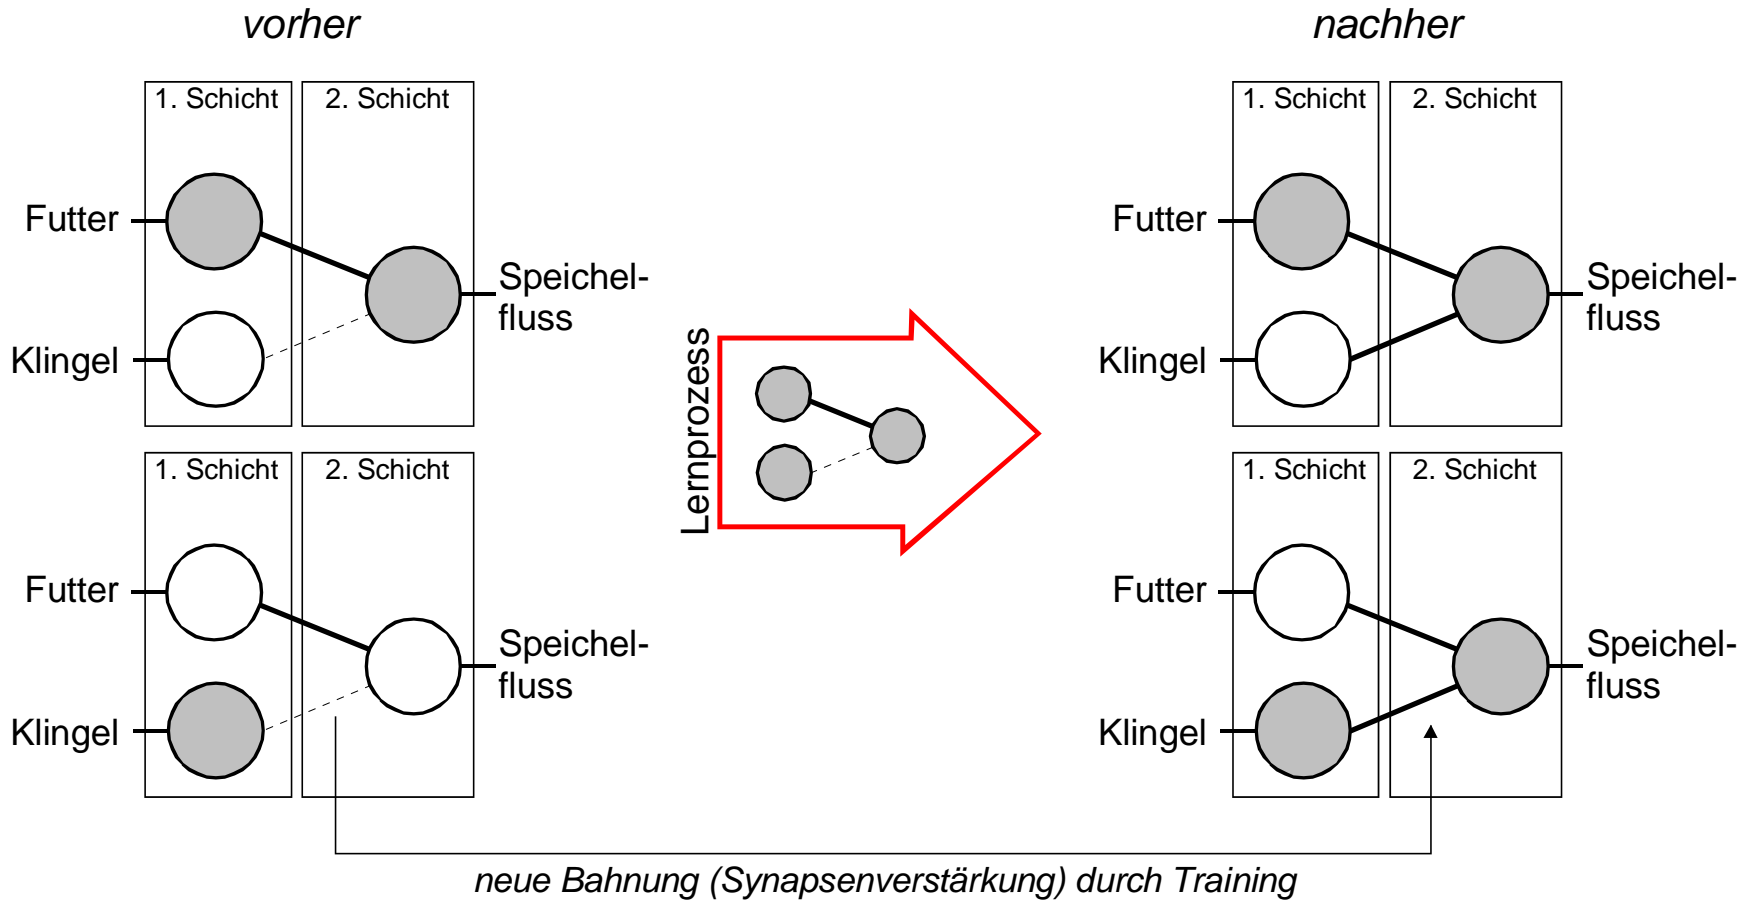 vorher
nachher
1. Schicht
2. Schicht
Futter
Klingel
Speichel-
fluss
1. Schicht
2. Schicht
Futter
Klingel
Speichel-
fluss
Lernprozess
1. Schicht
2. Schicht
Futter
Klingel
Speichel-
fluss
1. Schicht
2. Schicht
Futter
Klingel
Speichel-
fluss
neue Bahnung (Synapsenverstärkung) durch Training